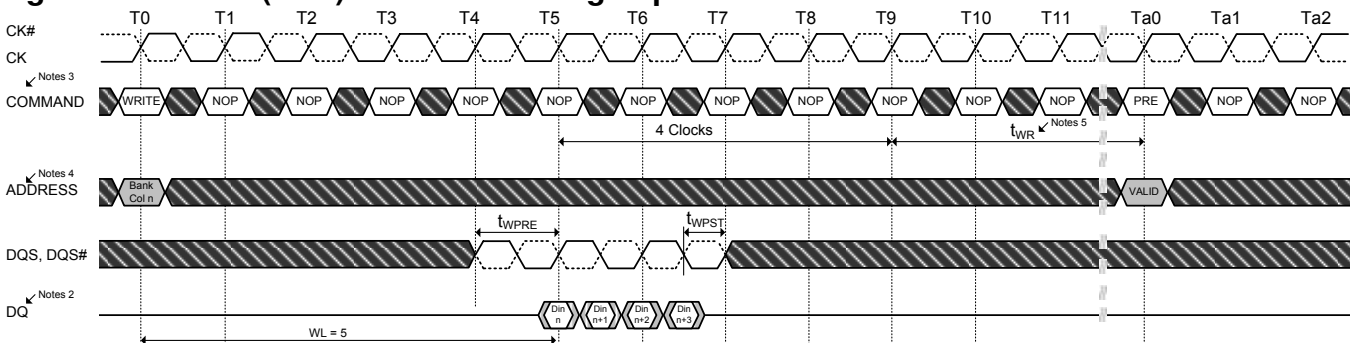 T0 T1 T2 T3 T4 T5 T6 T7 T8 T9 T10 T11 Ta0 Ta1 Ta2
CK#
CK
Notes 3
COMMAND WRITE NOP NOP NOP NOP NOP NOP NOP NOP NOP NOP NOP PRE NOP NOP
4 Clocks tWR Notes 5
Notes 4
ADDRESS Bank Col n VALID
tWPRE tWPST
DQS, DQS#
Notes 2
DQ Din n Din n+1 Din n+2 Din n+3
WL = 5